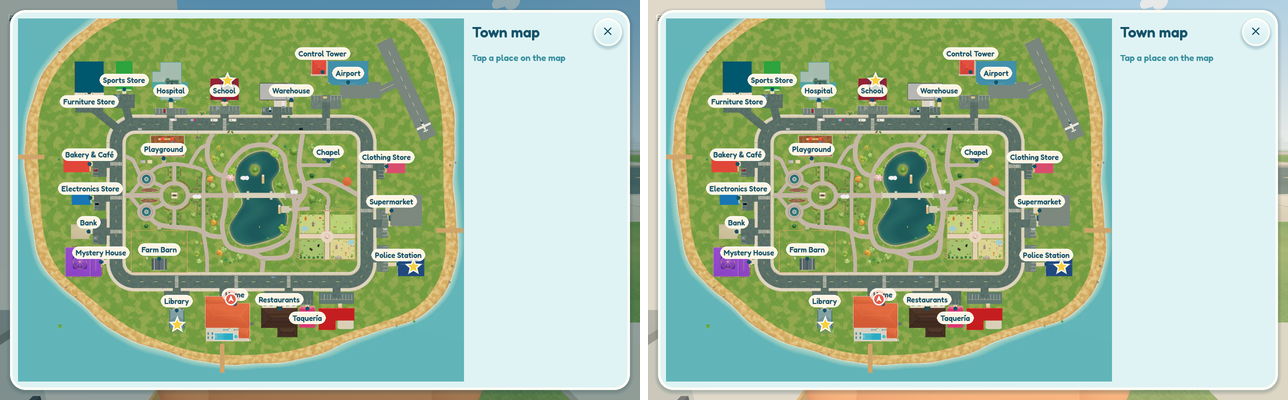 Town map
Tap a place on the map
Control Tower
Airport
Sports Store
Hospital
School
Warehouse
Furniture Store
Playground
Chapel
Bakery & Café
Clothing Store
Electronics Store
Supermarket
Bank
Mystery House
Farm Barn
Police Station
Library
Restaurants
Taquería
A
Town map
Tap a place on the map
Control Tower
Airport
Sports Store
Hospital
School
Warehouse
Furniture Store
Playground
Chapel
Bakery & Café
Clothing Store
Electronics Store
Supermarket
Bank
Mystery House
Farm Barn
Police Station
Library
Restaurants
Taquería
A